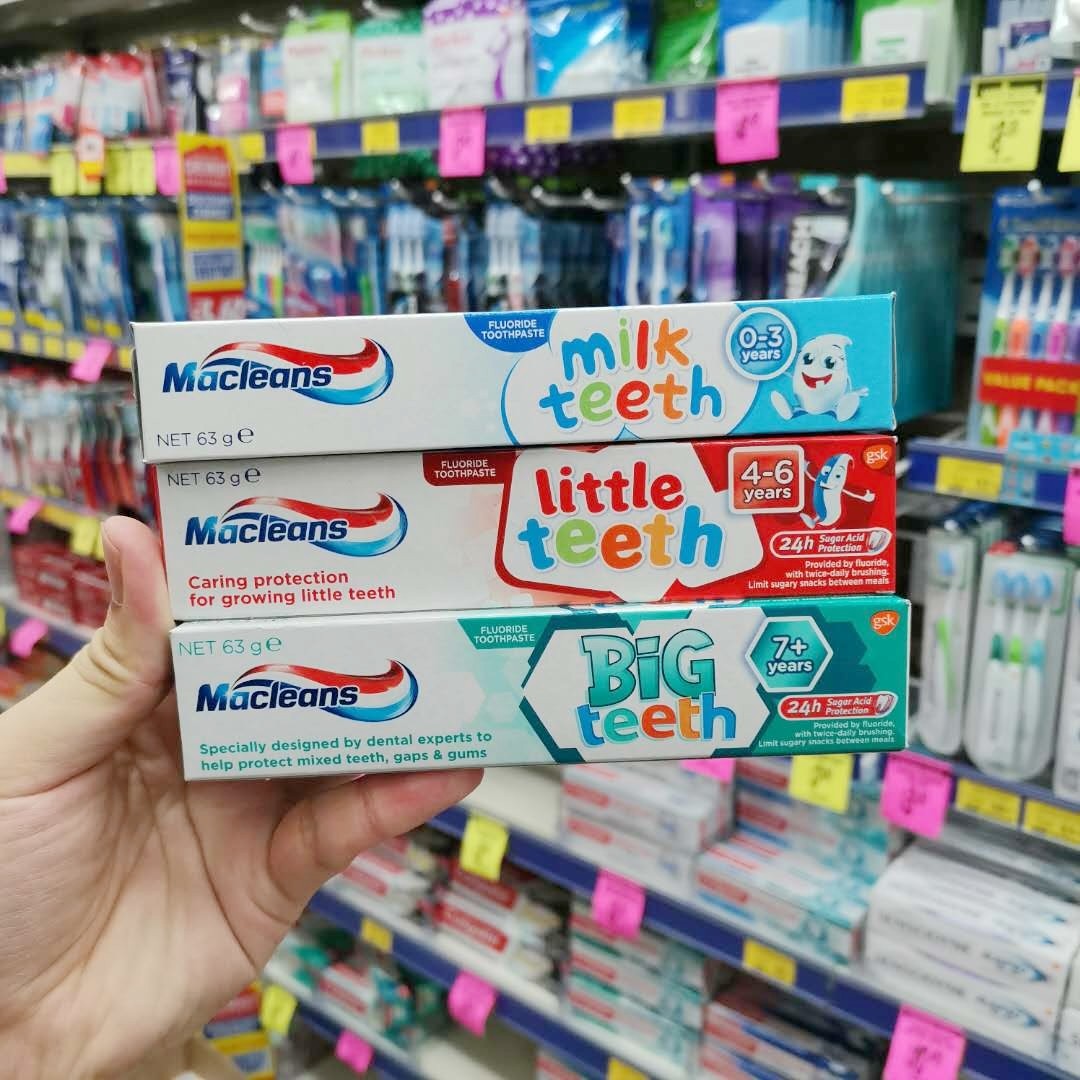 FLUORIDE
TOOTHPASTE
Macleans
milk
teeth
0-3
years
NET 63 g e
NET 63 g e
FLUORIDE
TOOTHPASTE
Macleans
little
teeth
4-6
years
gsk
24h Sugar Acid
Protection
Caring protection
for growing little teeth
Provided by fluoride,
with twice-daily brushing.
Limit sugary snacks between meals
NET 63 g e
FLUORIDE
TOOTHPASTE
Macleans
BiG
teeth
7+
years
gsk
24h Sugar Acid
Protection
Specially designed by dental experts to
help protect mixed teeth, gaps & gums
Provided by fluoride,
with twice-daily brushing.
Limit sugary snacks between meals
VALUE PACK
REACH